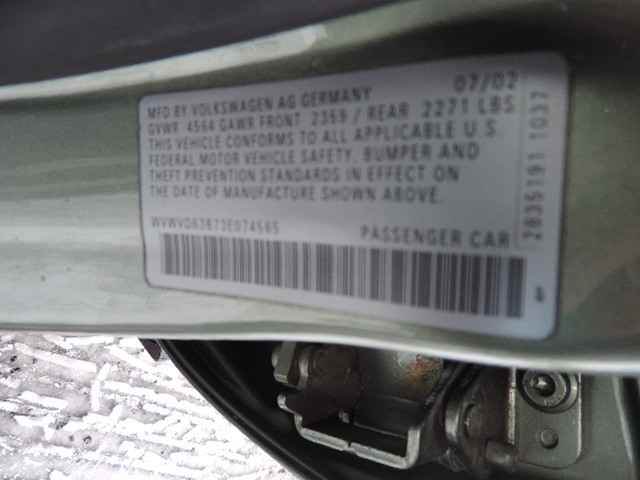 MFD BY VOLKSWAGEN AG GERMANY 07/02
GVWR 4564 GAWR FRONT 2359 / REAR 2271 LBS
THIS VEHICLE CONFORMS TO ALL APPLICABLE U.S.
FEDERAL MOTOR VEHICLE SAFETY. BUMPER AND
THEFT PREVENTION STANDARDS IN EFFECT ON
THE DATE OF MANUFACTURE SHOWN ABOVE.
WVWVD63B73E074565 PASSENGER CAR
2835191 1037